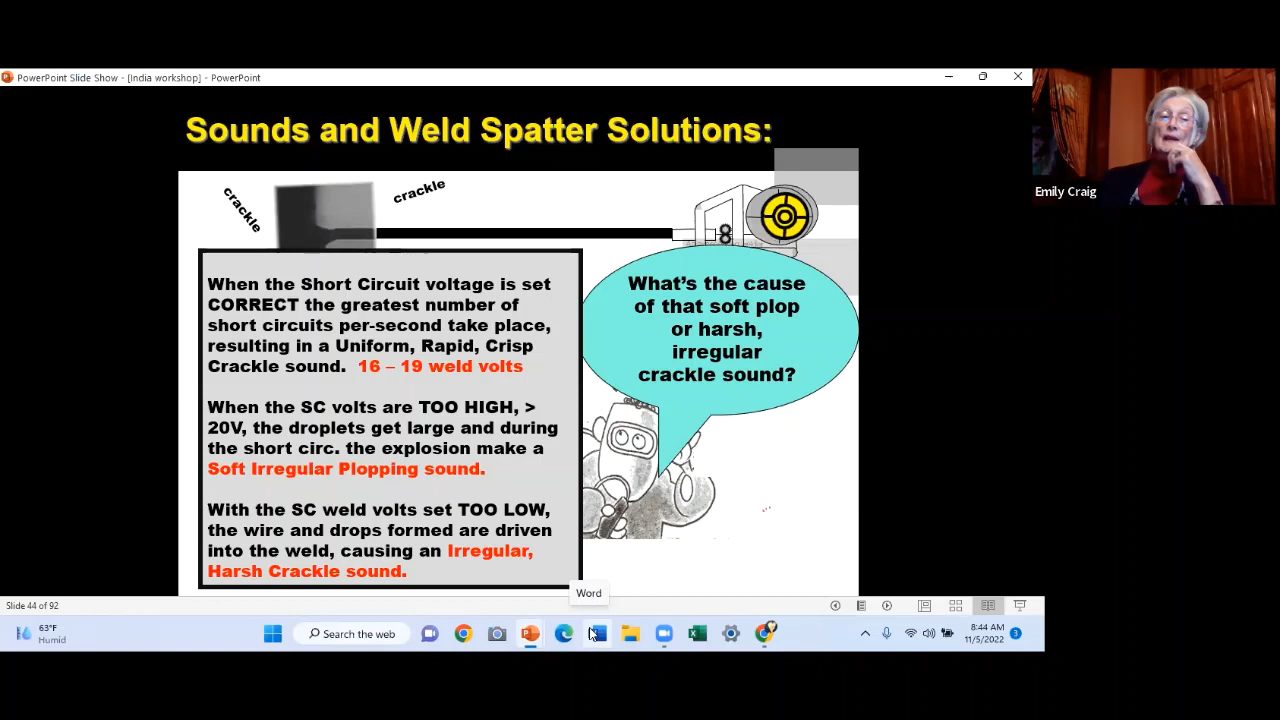 PowerPoint Slide Show - [India workshop] - PowerPoint
Sounds and Weld Spatter Solutions:
Emily Craig
crackle
crackle
8
When the Short Circuit voltage is set
CORRECT the greatest number of
short circuits per-second take place,
resulting in a Uniform, Rapid, Crisp
Crackle sound. 16 – 19 weld volts
When the SC volts are TOO HIGH, >
20V, the droplets get large and during
the short circ. the explosion make a
Soft Irregular Plopping sound.
With the SC weld volts set TOO LOW,
the wire and drops formed are driven
into the weld, causing an Irregular,
Harsh Crackle sound.
What's the cause
of that soft plop
or harsh,
irregular
crackle sound?
Word
Slide 44 of 92
63°F
Humid
Search the web
8:44 AM
11/5/2022
3